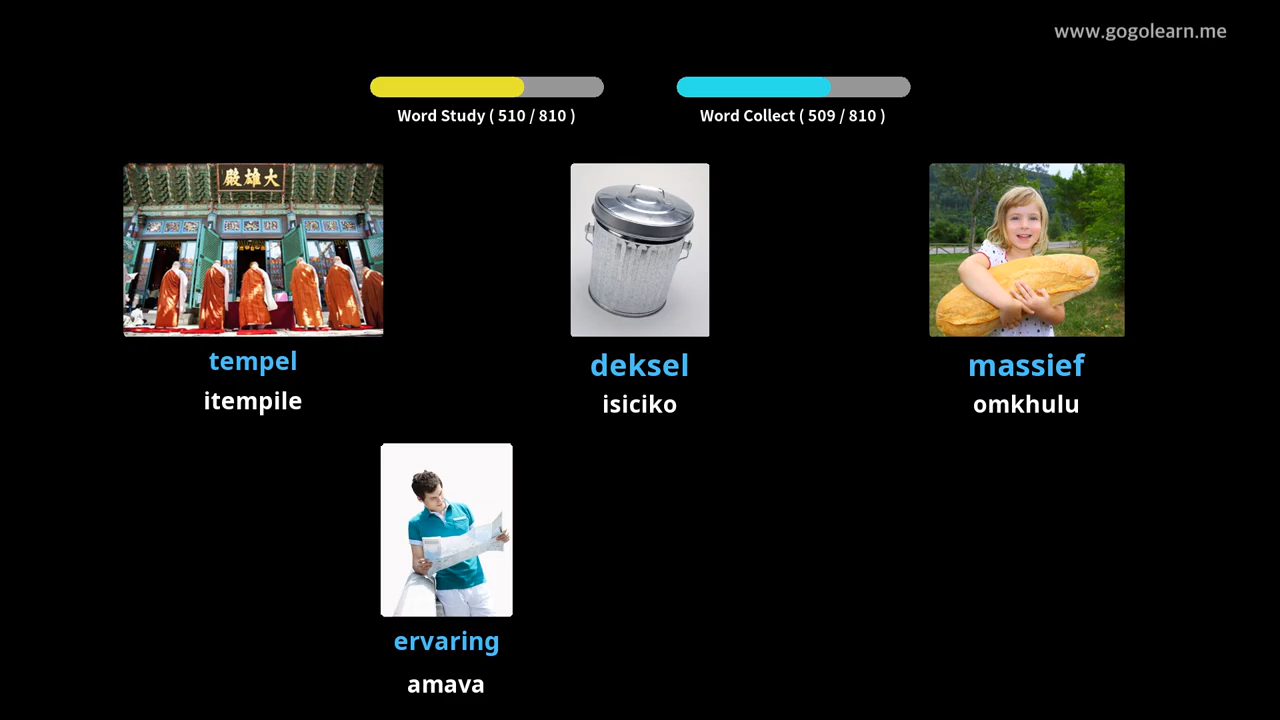 www.gogolearn.me
Word Study ( 510 / 810 )
Word Collect ( 509 / 810 )
殿雄大
tempel
deksel
massief
itempile
isiciko
omkhulu
ervaring
amava